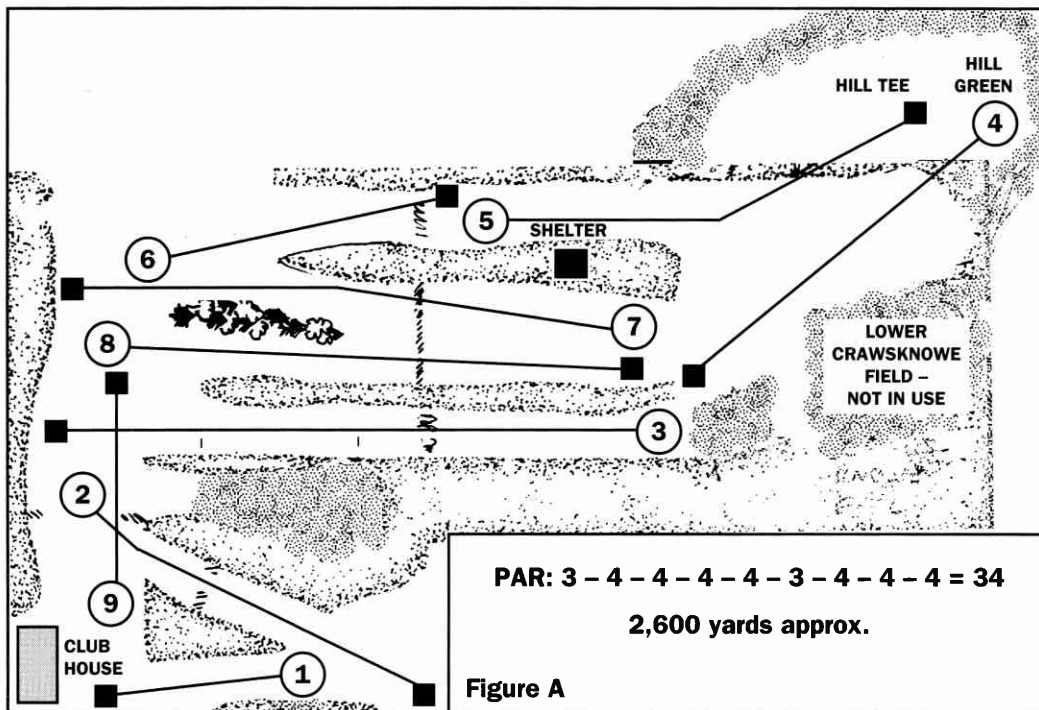 HILL TEE
HILL
GREEN
4
5
SHELTER
6
7
8
LOWER
CRAWSKNOWE
FIELD –
NOT IN USE
3
2
9
CLUB
HOUSE
1
PAR: 3 – 4 – 4 – 4 – 4 – 3 – 4 – 4 – 4 = 34
2,600 yards approx.
Figure A